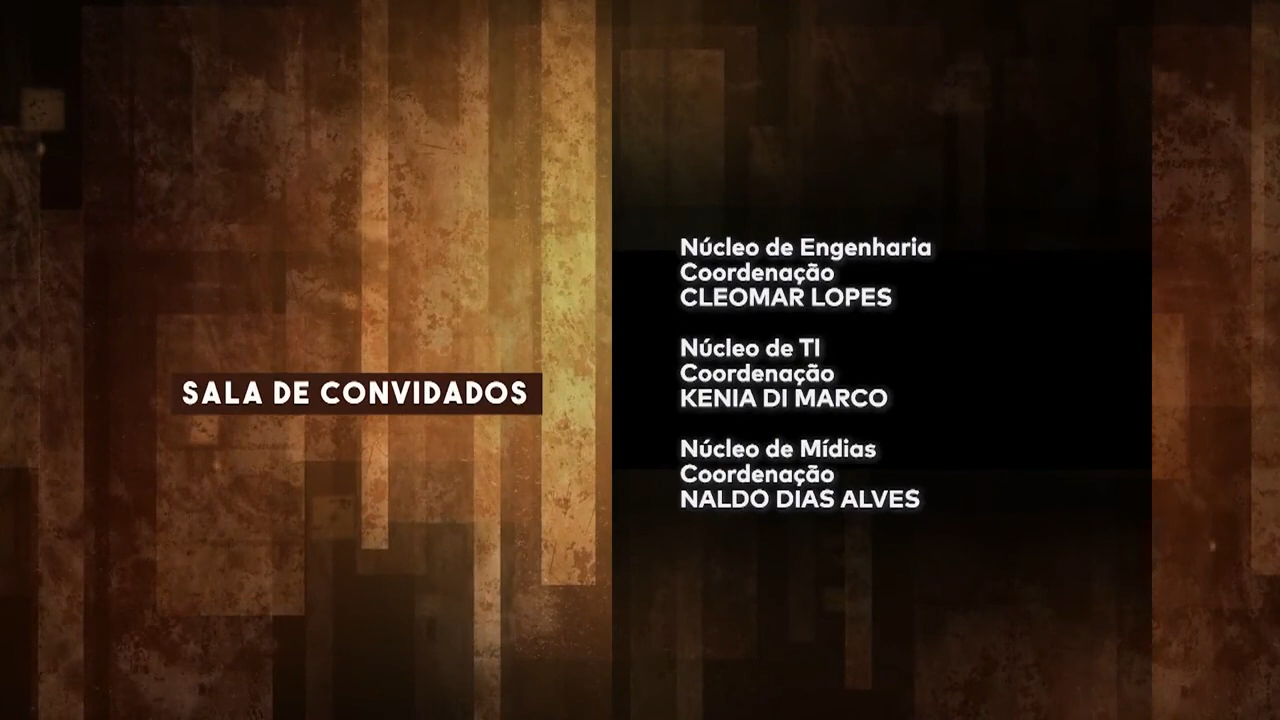 SALA DE CONVIDADOS
Núcleo de Engenharia
Coordenação
CLEOMAR LOPES
Núcleo de TI
Coordenação
KENIA DI MARCO
Núcleo de Mídias
Coordenação
NALDO DIAS ALVES